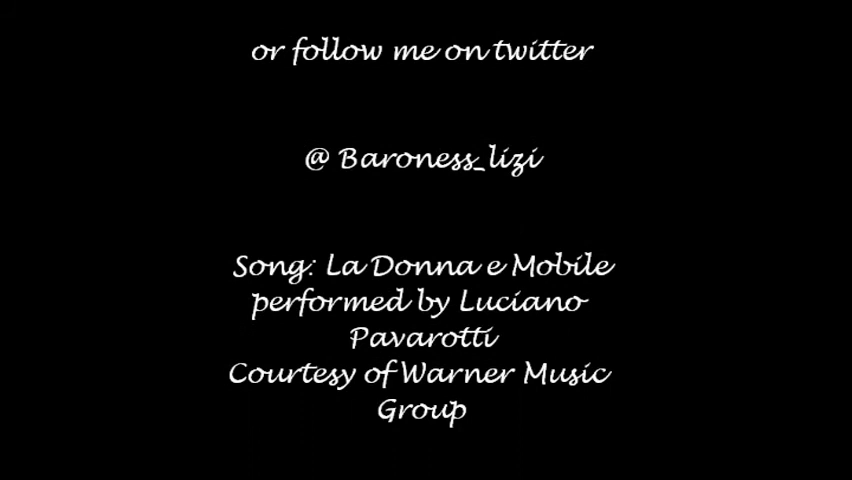 or follow me on twitter
@ Baroness_lizi
Song: La Donna e Mobile
performed by Luciano
Pavarotti
Courtesy of Warner Music
Group